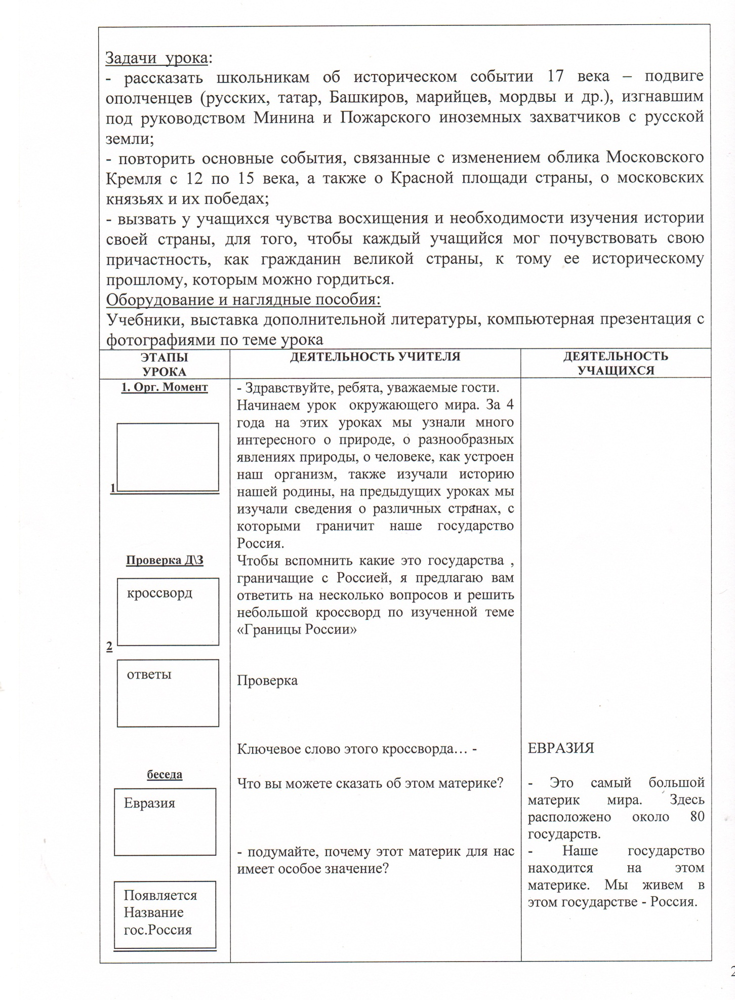 Задачи урока:
- рассказать школьникам об историческом событии 17 века – подвиге
ополченцев (русских, татар, Башкиров, марийцев, мордвы и др.), изгнавшим
под руководством Минина и Пожарского иноземных захватчиков с русской
земли;
- повторить основные события, связанные с изменением облика Московского
Кремля с 12 по 15 века, а также о Красной площади страны, о московских
князьях и их победах;
- вызвать у учащихся чувства восхищения и необходимости изучения истории
своей страны, для того, чтобы каждый учащийся мог почувствовать свою
причастность, как гражданин великой страны, к тому ее историческому
прошлому, которым можно гордиться.
Оборудование и наглядные пособия:
Учебники, выставка дополнительной литературы, компьютерная презентация с
фотографиями по теме урока
ЭТАПЫ
УРОКА
ДЕЯТЕЛЬНОСТЬ УЧИТЕЛЯ
ДЕЯТЕЛЬНОСТЬ
УЧАЩИХСЯ
1. Орг. Момент
1
Проверка Д\З
кроссворд
2
ответы
беседа
Евразия
Появляется
Название
гос.Россия
- Здравствуйте, ребята, уважаемые гости.
Начинаем урок окружающего мира. За 4
года на этих уроках мы узнали много
интересного о природе, о разнообразных
явлениях природы, о человеке, как устроен
наш организм, также изучали историю
нашей родины, на предыдущих уроках мы
изучали сведения о различных странах, с
которыми граничит наше государство
Россия.
Чтобы вспомнить какие это государства ,
граничащие с Россией, я предлагаю вам
ответить на несколько вопросов и решить
небольшой кроссворд по изученной теме
«Границы России»
Проверка
Ключевое слово этого кроссворда… -
Что вы можете сказать об этом материке?
- подумайте, почему этот материк для нас
имеет особое значение?
ЕВРАЗИЯ
- Это самый большой
материк мира. Здесь
расположено около 80
государств.
- Наше государство
находится на этом
материке. Мы живем в
этом государстве - Россия.
2